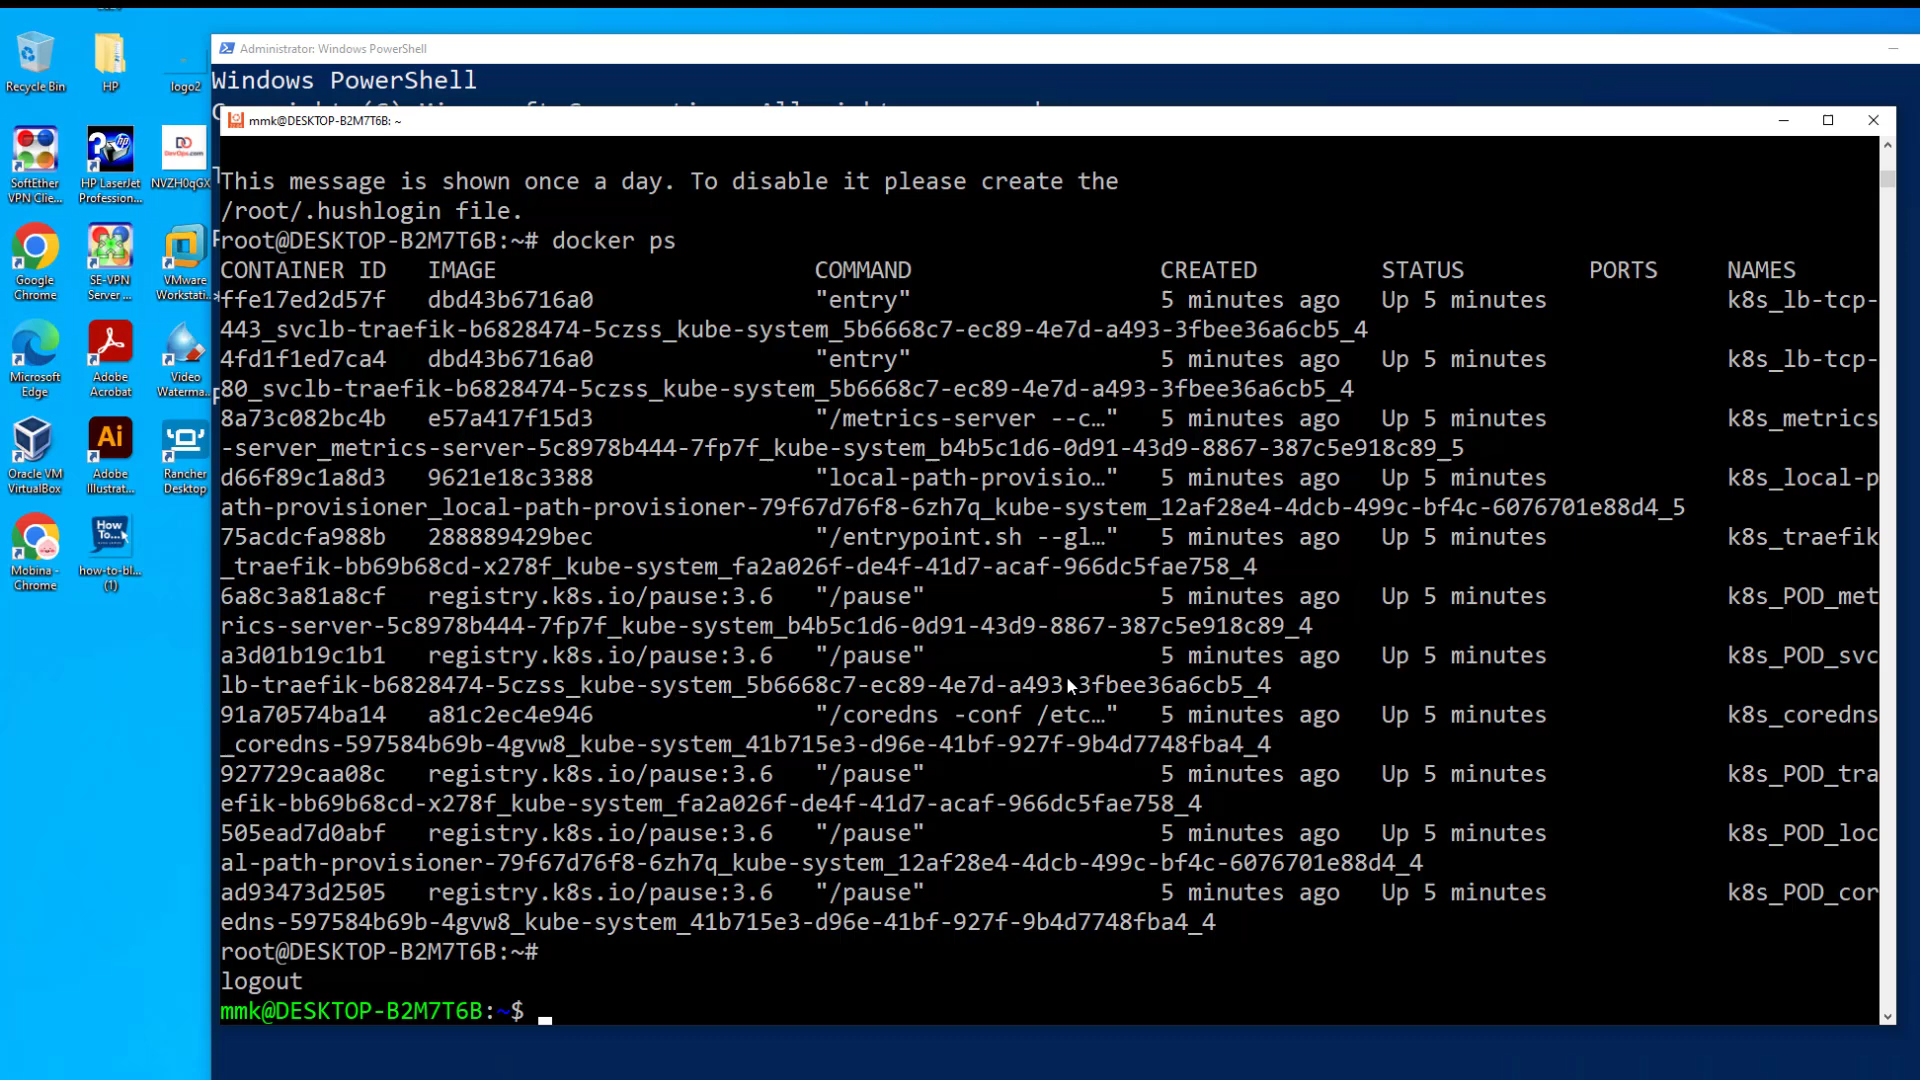 Administrator: Windows PowerShell
Windows PowerShell
mmk@DESKTOP-B2M7T6B: ~
This message is shown once a day. To disable it please create the
/root/.hushlogin file.
root@DESKTOP-B2M7T6B:~# docker ps
CONTAINER ID   IMAGE                        COMMAND                  CREATED         STATUS         PORTS     NAMES
ffe17ed2d57f   dbd43b6716a0                "entry"                  5 minutes ago   Up 5 minutes             k8s_lb-tcp-
443_svclb-traefik-b6828474-5czss_kube-system_5b6668c7-ec89-4e7d-a493-3fbee36a6cb5_4
4fd1f1ed7ca4   dbd43b6716a0                "entry"                  5 minutes ago   Up 5 minutes             k8s_lb-tcp-
80_svclb-traefik-b6828474-5czss_kube-system_5b6668c7-ec89-4e7d-a493-3fbee36a6cb5_4
8a73c082bc4b   e57a417f15d3                "/metrics-server --c…"   5 minutes ago   Up 5 minutes             k8s_metrics
-server_metrics-server-5c8978b444-7fp7f_kube-system_b4b5c1d6-0d91-43d9-8867-387c5e918c89_5
d66f89c1a8d3   9621e18c3388                "local-path-provisio…"   5 minutes ago   Up 5 minutes             k8s_local-p
ath-provisioner_local-path-provisioner-79f67d76f8-6zh7q_kube-system_12af28e4-4dcb-499c-bf4c-6076701e88d4_5
75acdcfa988b   288889429bec                "/entrypoint.sh --gl…"   5 minutes ago   Up 5 minutes             k8s_traefik
_traefik-bb69b68cd-x278f_kube-system_fa2a026f-de4f-41d7-acaf-966dc5fae758_4
6a8c3a81a8cf   registry.k8s.io/pause:3.6   "/pause"                 5 minutes ago   Up 5 minutes             k8s_POD_met
rics-server-5c8978b444-7fp7f_kube-system_b4b5c1d6-0d91-43d9-8867-387c5e918c89_4
a3d01b19c1b1   registry.k8s.io/pause:3.6   "/pause"                 5 minutes ago   Up 5 minutes             k8s_POD_svc
lb-traefik-b6828474-5czss_kube-system_5b6668c7-ec89-4e7d-a493-3fbee36a6cb5_4
91a70574ba14   a81c2ec4e946                "/coredns -conf /etc…"   5 minutes ago   Up 5 minutes             k8s_coredns
_coredns-597584b69b-4gvw8_kube-system_41b715e3-d96e-41bf-927f-9b4d7748fba4_4
927729caa08c   registry.k8s.io/pause:3.6   "/pause"                 5 minutes ago   Up 5 minutes             k8s_POD_tra
efik-bb69b68cd-x278f_kube-system_fa2a026f-de4f-41d7-acaf-966dc5fae758_4
505ead7d0abf   registry.k8s.io/pause:3.6   "/pause"                 5 minutes ago   Up 5 minutes             k8s_POD_loc
al-path-provisioner-79f67d76f8-6zh7q_kube-system_12af28e4-4dcb-499c-bf4c-6076701e88d4_4
ad93473d2505   registry.k8s.io/pause:3.6   "/pause"                 5 minutes ago   Up 5 minutes             k8s_POD_cor
edns-597584b69b-4gvw8_kube-system_41b715e3-d96e-41bf-927f-9b4d7748fba4_4
root@DESKTOP-B2M7T6B:~#
logout
mmk@DESKTOP-B2M7T6B:~$
Recycle Bin
HP
logo2
SoftEther
VPN Clie...
HP LaserJet
Profession...
DevOps.com
NVZH0qGX
Google
Chrome
SE-VPN
Server ...
VMware
Workstati...
Microsoft
Edge
Adobe
Acrobat
Video
Waterma...
Oracle VM
VirtualBox
Ai
Adobe
Illustrat...
Rancher
Desktop
Mobina -
Chrome
How
To...
how-to-bl...
(1)